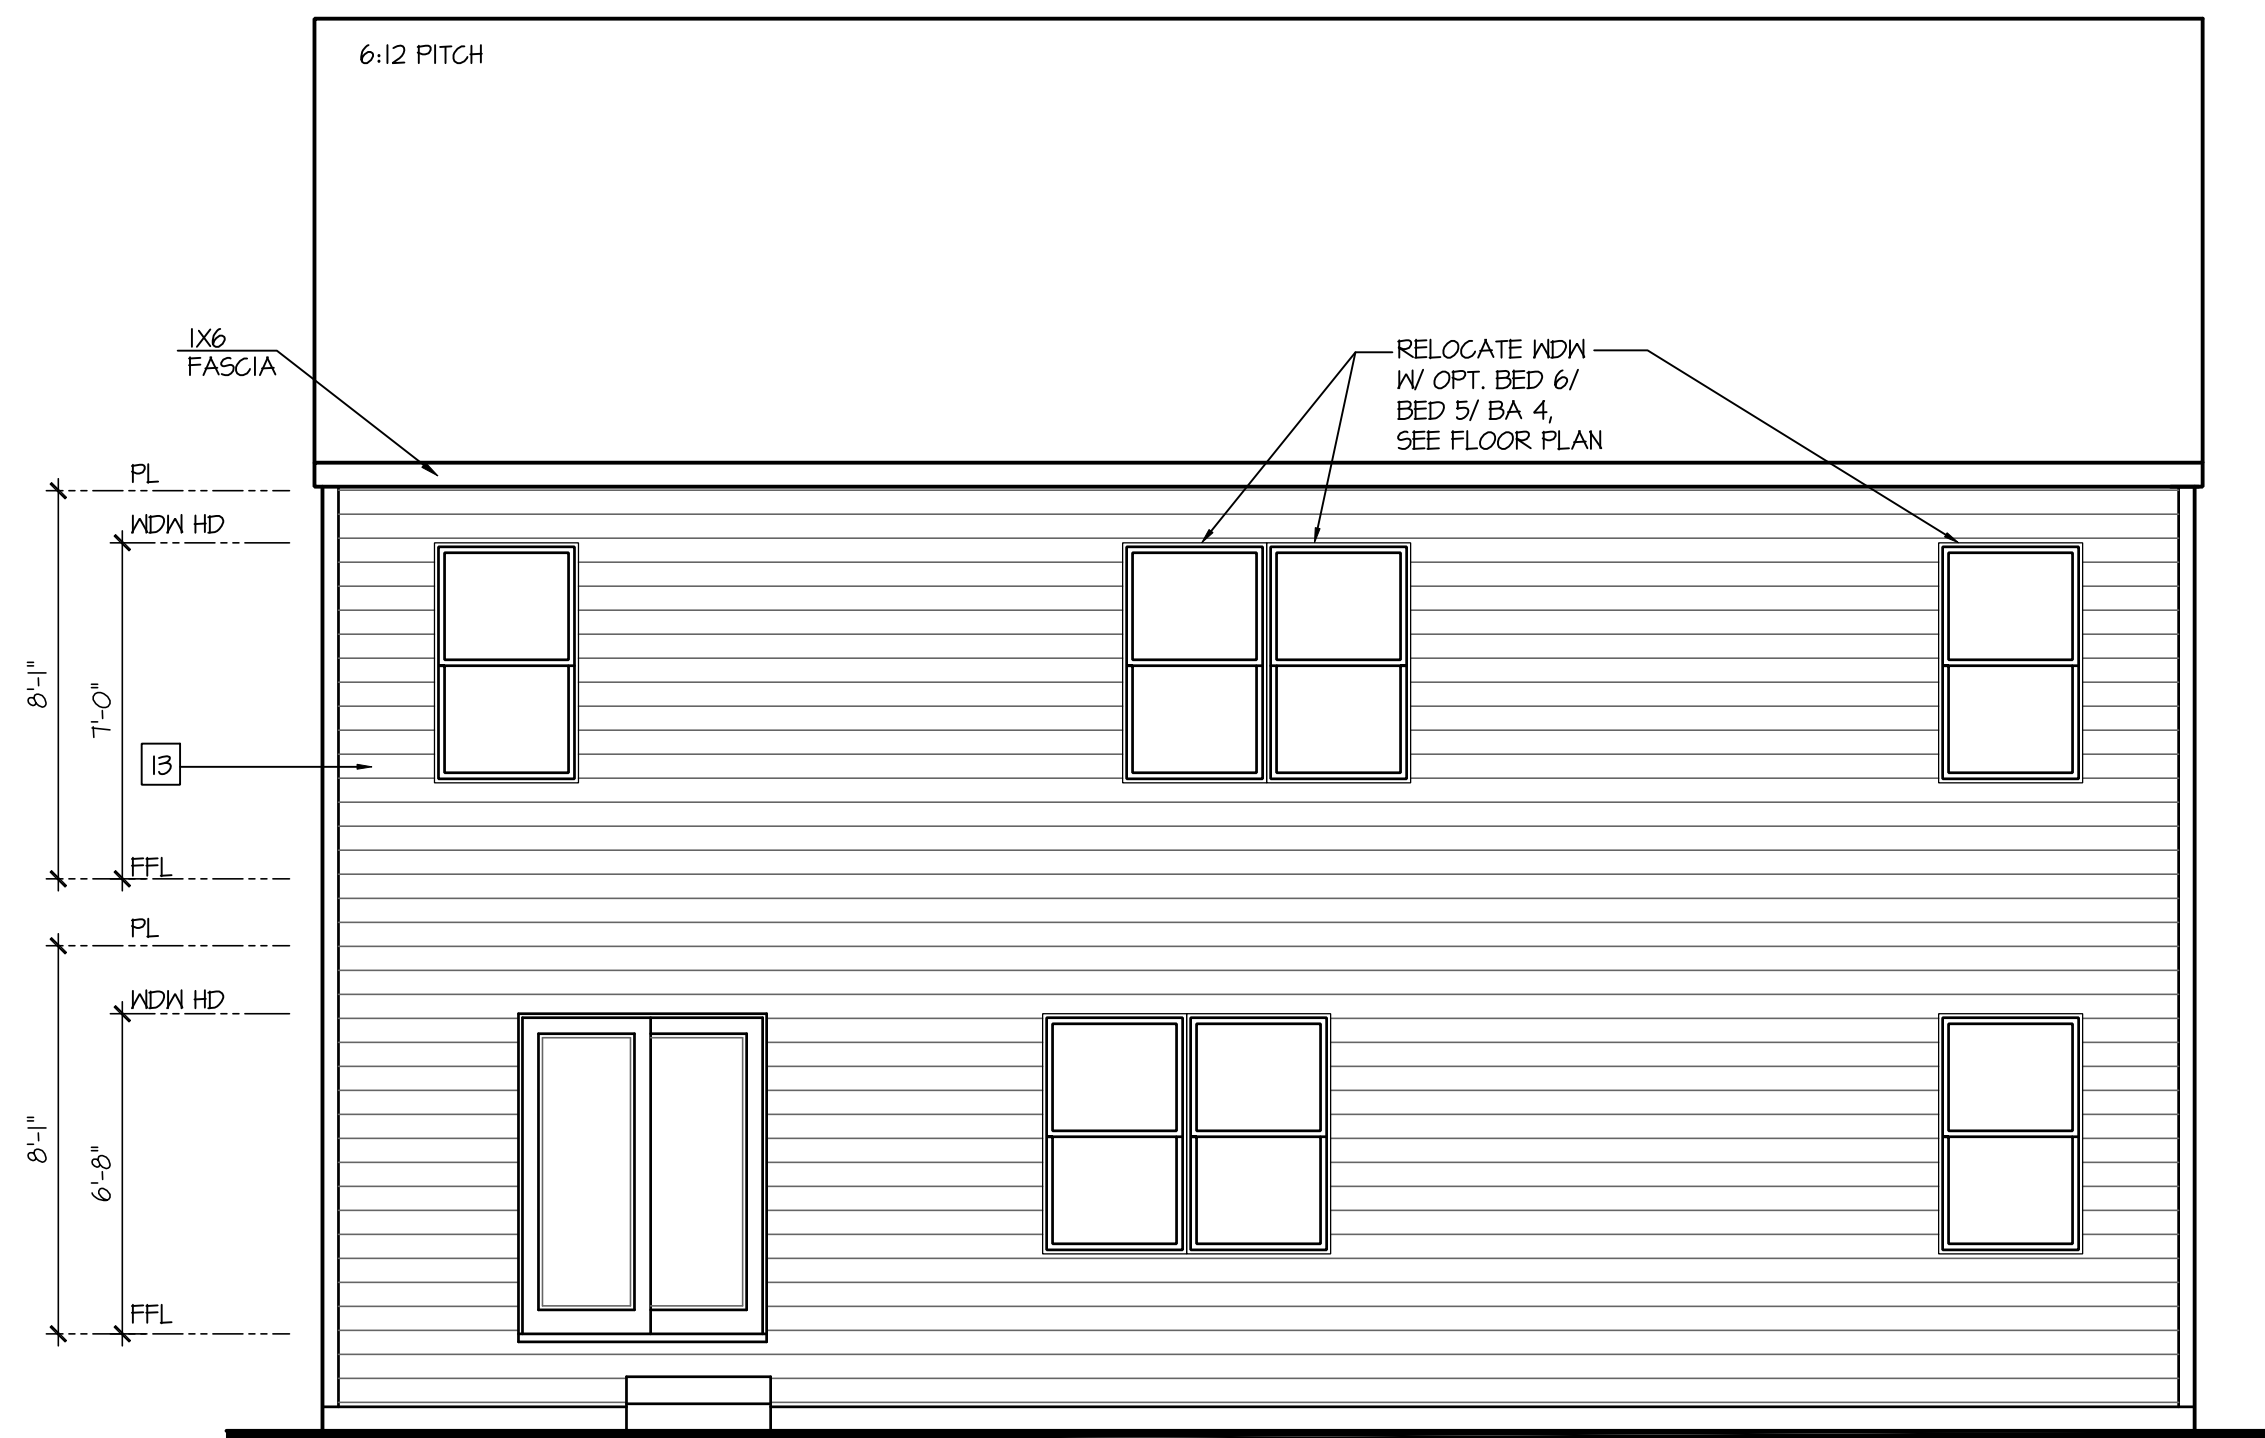 6:12 PITCH
1X6
FASCIA
RELOCATE WDW
W/ OPT. BED 6/
BED 5/ BA 4,
SEE FLOOR PLAN
PL
WDW HD
8'-1"
7'-0"
13
FFL
PL
WDW HD
8'-1"
6'-8"
FFL